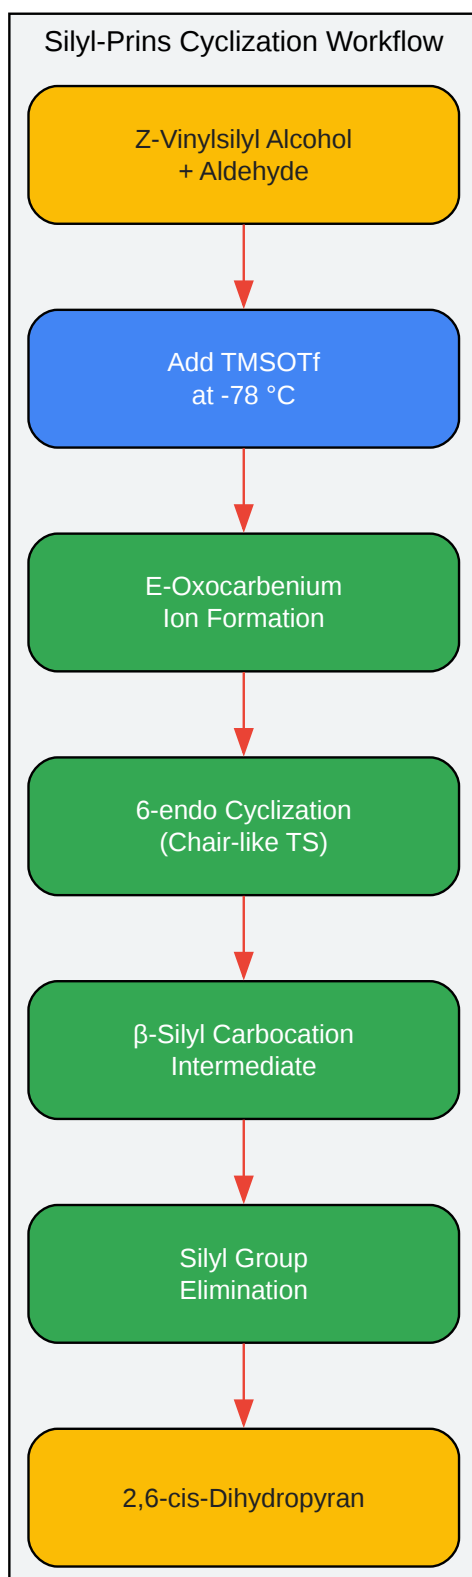 Silyl-Prins Cyclization Workflow
Z-Vinylsilyl Alcohol
+ Aldehyde
Add TMSOTf
at -78 °C
E-Oxocarbenium
Ion Formation
6-endo Cyclization
(Chair-like TS)
β-Silyl Carbocation
Intermediate
Silyl Group
Elimination
2,6-cis-Dihydropyran